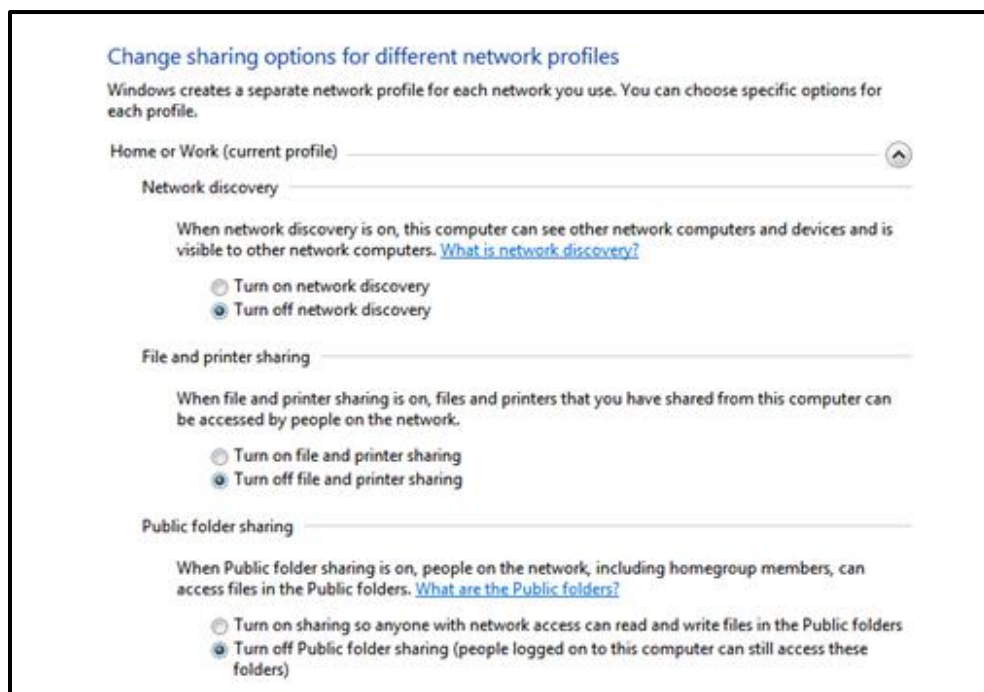 Change sharing options for different network profiles
Windows creates a separate network profile for each network you use. You can choose specific options for
each profile.
Home or Work (current profile)
Network discovery
When network discovery is on, this computer can see other network computers and devices and is
visible to other network computers. What is network discovery?
Turn on network discovery
Turn off network discovery
File and printer sharing
When file and printer sharing is on, files and printers that you have shared from this computer can
be accessed by people on the network.
Turn on file and printer sharing
Turn off file and printer sharing
Public folder sharing
When Public folder sharing is on, people on the network, including homegroup members, can
access files in the Public folders. What are the Public folders?
Turn on sharing so anyone with network access can read and write files in the Public folders
Turn off Public folder sharing (people logged on to this computer can still access these
folders)